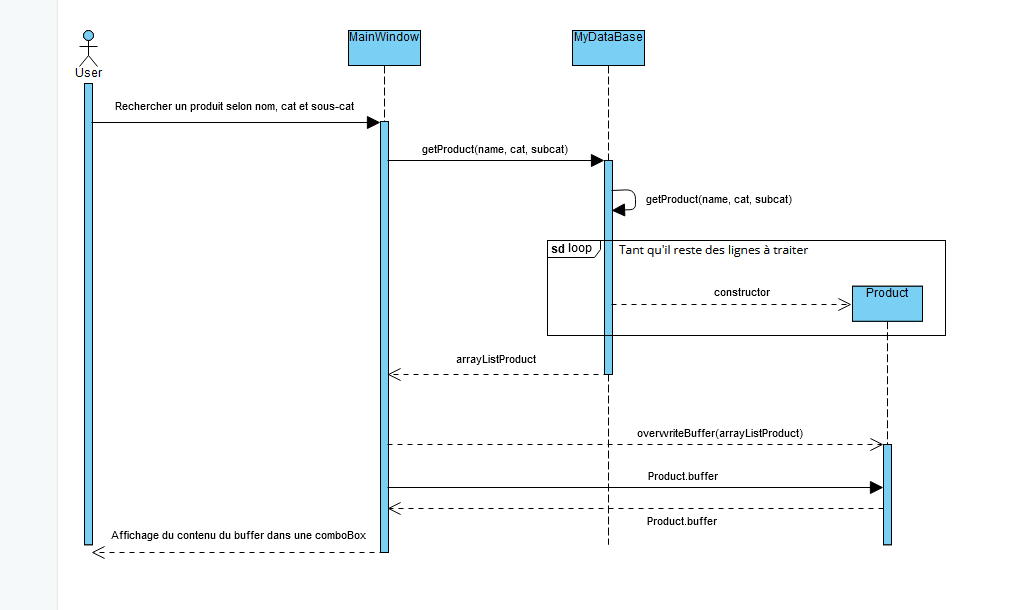 MainWindow
MyDataBase
User
Rechercher un produit selon nom, cat et sous-cat
getProduct(name, cat, subcat)
getProduct(name, cat, subcat)
sd loop
Tant qu'il reste des lignes à traiter
constructor
Product
arrayListProduct
overwriteBuffer(arrayListProduct)
Product.buffer
Product.buffer
Affichage du contenu du buffer dans une comboBox